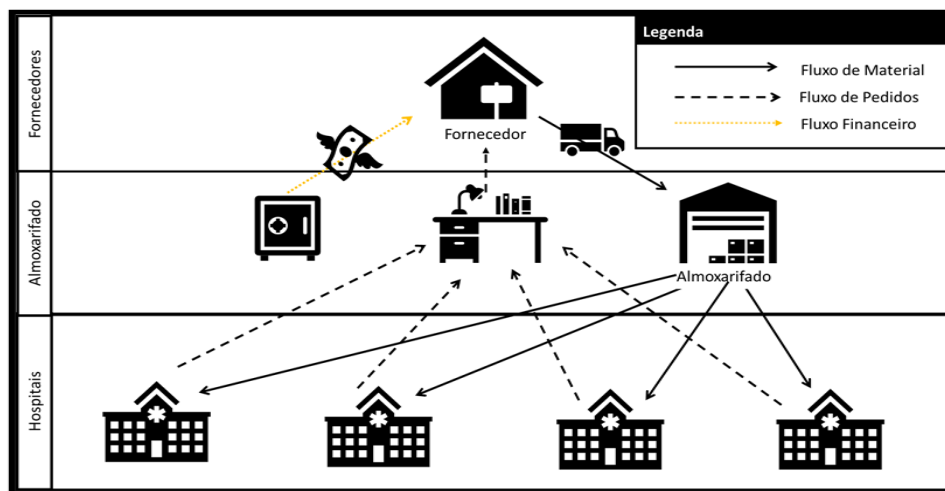 Fornecedores
Legenda
Fluxo de Material
Fluxo de Pedidos
Fluxo Financeiro
Fornecedor
Almoxarifado
Almoxarifado
Hospitais